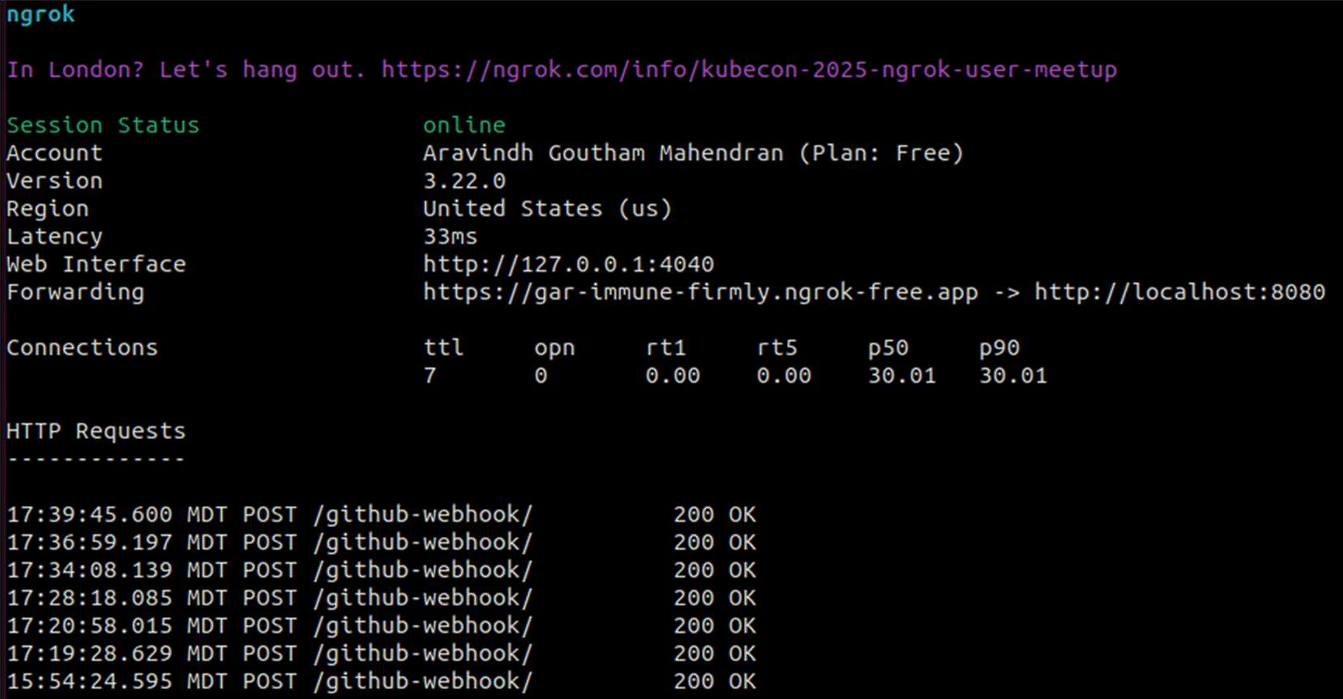 ngrok
In London? Let's hang out. https://ngrok.com/info/kubecon-2025-ngrok-user-meetup
Session Status online
Account Aravindh Goutham Mahendran (Plan: Free)
Version 3.22.0
Region United States (us)
Latency 33ms
Web Interface http://127.0.0.1:4040
Forwarding https://gar-immune-firmly.ngrok-free.app -> http://localhost:8080
Connections ttl opn rt1 rt5 p50 p90
7 0 0.00 0.00 30.01 30.01
HTTP Requests
-------------
17:39:45.600 MDT POST /github-webhook/ 200 OK
17:36:59.197 MDT POST /github-webhook/ 200 OK
17:34:08.139 MDT POST /github-webhook/ 200 OK
17:28:18.085 MDT POST /github-webhook/ 200 OK
17:20:58.015 MDT POST /github-webhook/ 200 OK
17:19:28.629 MDT POST /github-webhook/ 200 OK
15:54:24.595 MDT POST /github-webhook/ 200 OK